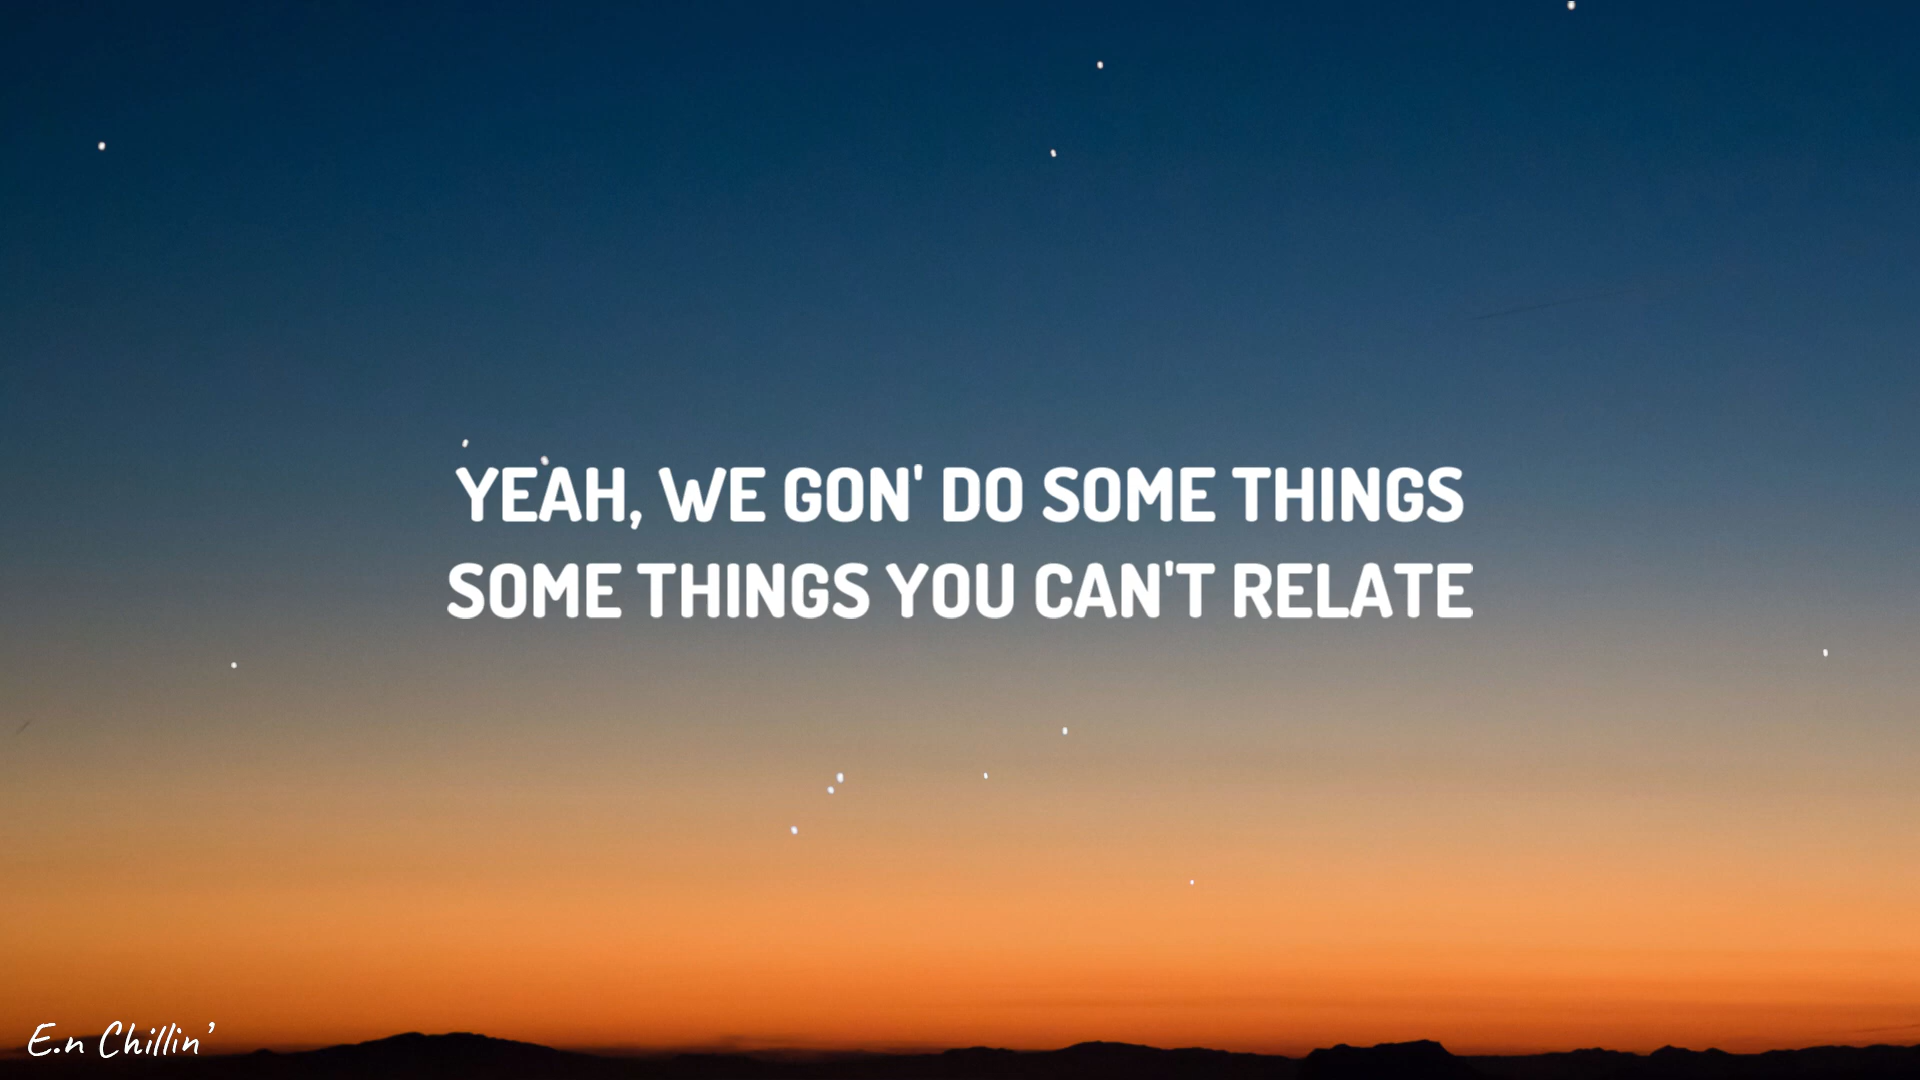 YEAH, WE GON' DO SOME THINGS
SOME THINGS YOU CAN'T RELATE
E.n Chillin'